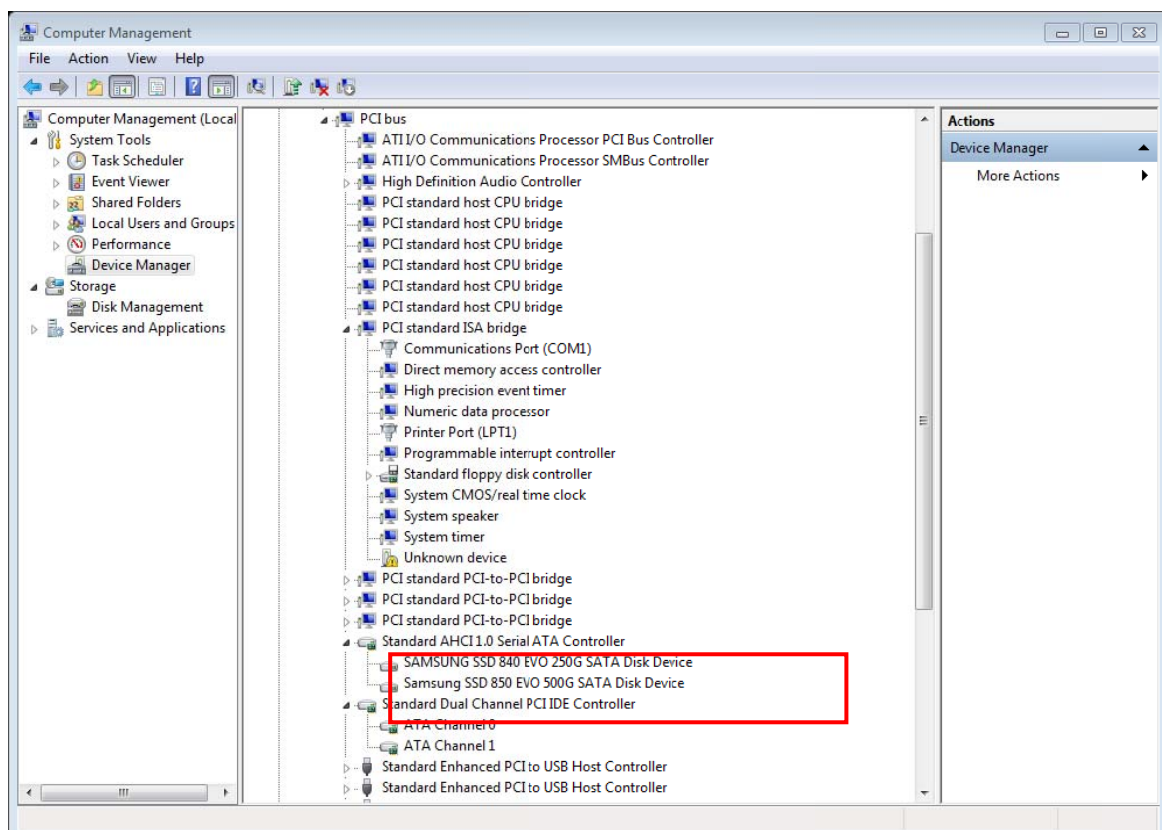 Computer Management
File Action View Help
Computer Management (Local
System Tools
Task Scheduler
Event Viewer
Shared Folders
Local Users and Groups
Performance
Device Manager
Storage
Disk Management
Services and Applications
PCI bus
ATI I/O Communications Processor PCI Bus Controller
ATI I/O Communications Processor SMBus Controller
High Definition Audio Controller
PCI standard host CPU bridge
PCI standard host CPU bridge
PCI standard host CPU bridge
PCI standard host CPU bridge
PCI standard host CPU bridge
PCI standard host CPU bridge
PCI standard ISA bridge
Communications Port (COM1)
Direct memory access controller
High precision event timer
Numeric data processor
Printer Port (LPT1)
Programmable interrupt controller
Standard floppy disk controller
System CMOS/real time clock
System speaker
System timer
Unknown device
PCI standard PCI-to-PCI bridge
PCI standard PCI-to-PCI bridge
PCI standard PCI-to-PCI bridge
Standard AHCI 1.0 Serial ATA Controller
SAMSUNG SSD 840 EVO 250G SATA Disk Device
Samsung SSD 850 EVO 500G SATA Disk Device
Standard Dual Channel PCI IDE Controller
ATA Channel 0
ATA Channel 1
Standard Enhanced PCI to USB Host Controller
Standard Enhanced PCI to USB Host Controller
Actions
Device Manager
More Actions